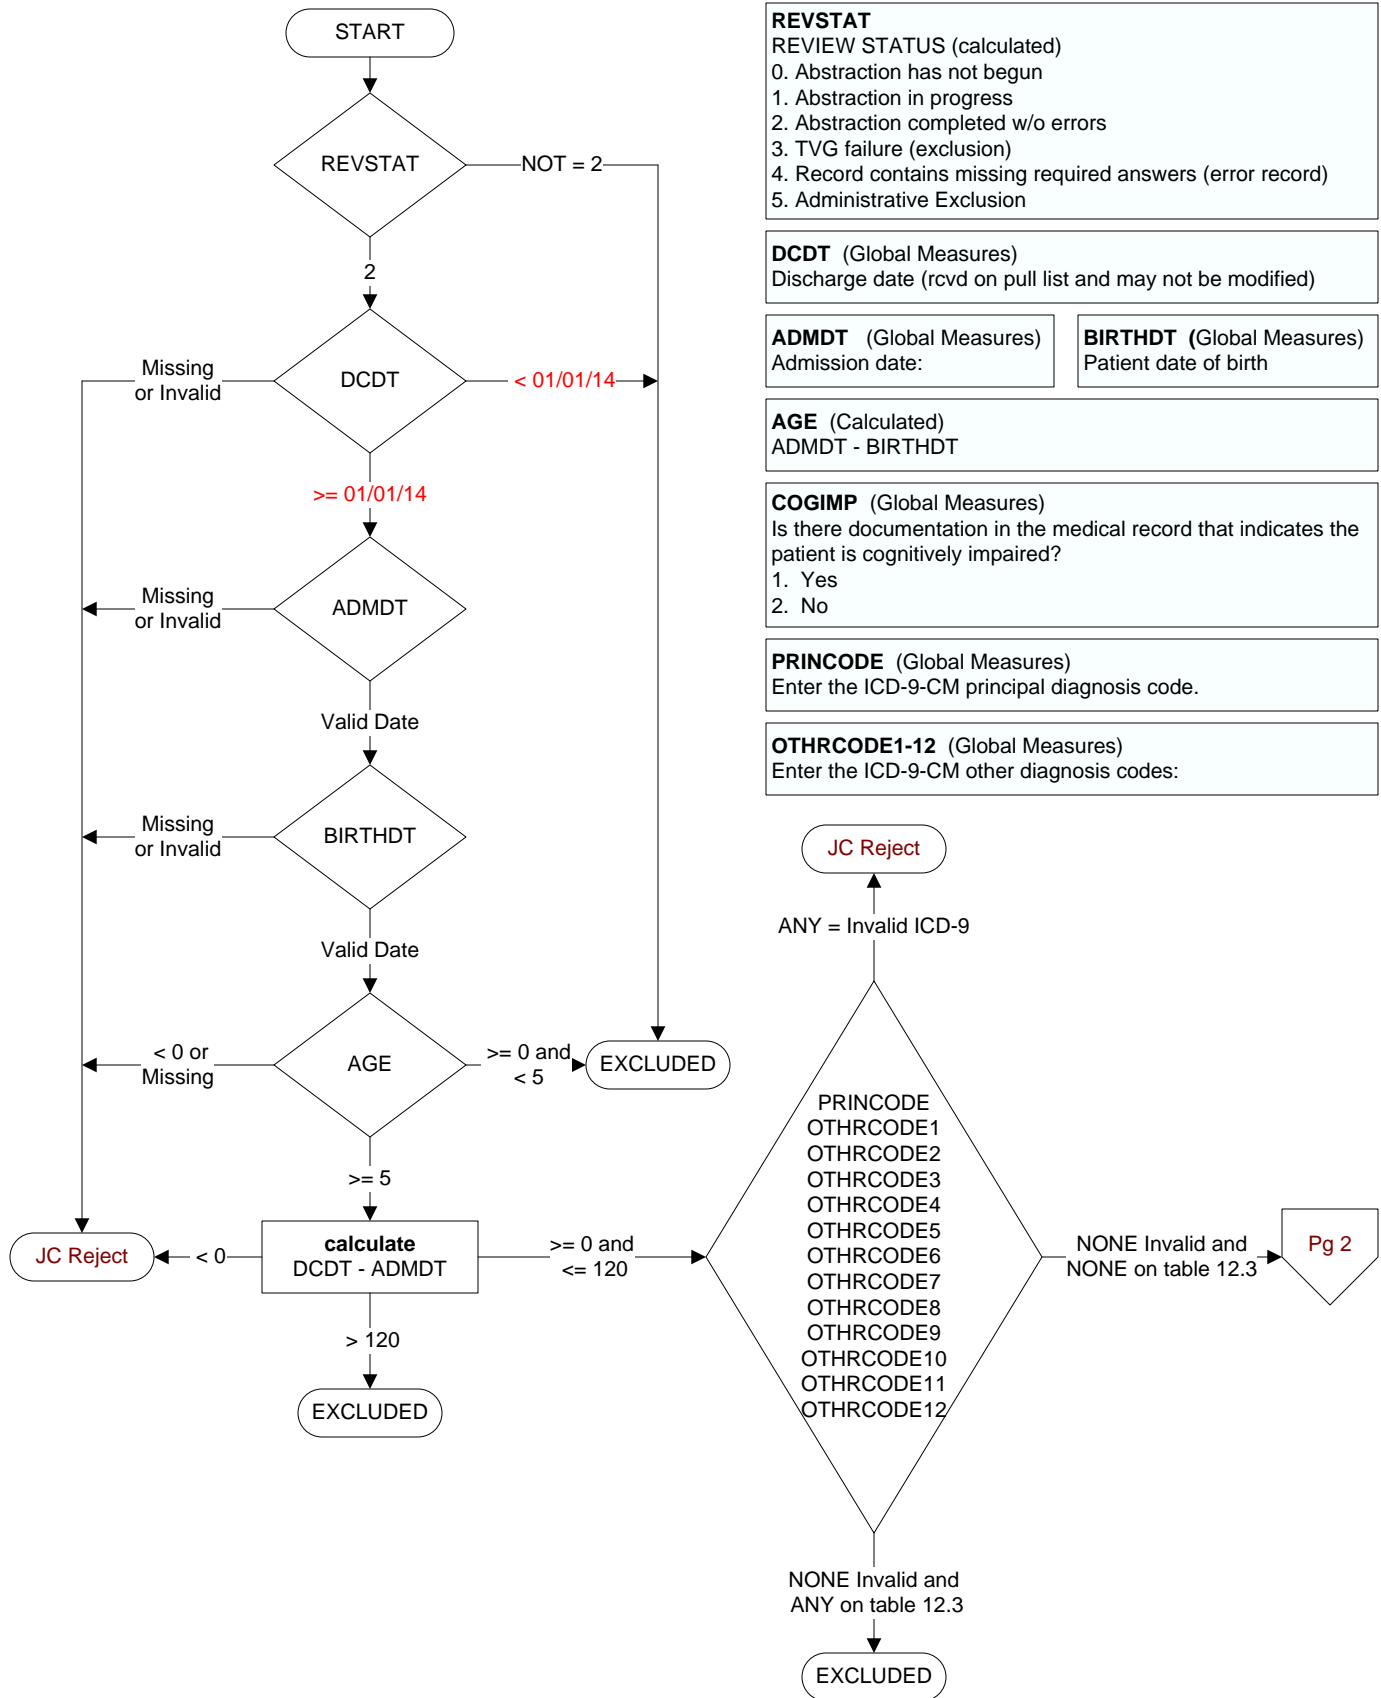 START
REVSTAT
NOT = 2
2
DCDT
Missing
or Invalid
< 01/01/14
>= 01/01/14
ADMDT
Missing
or Invalid
Valid Date
BIRTHDT
Missing
or Invalid
Valid Date
AGE
< 0 or
Missing
>= 0 and
< 5
EXCLUDED
>= 5
calculate
DCDT - ADMDT
< 0
JC Reject
>= 0 and
<= 120
> 120
EXCLUDED
REVSTAT
REVIEW STATUS (calculated)
0. Abstraction has not begun
1. Abstraction in progress
2. Abstraction completed w/o errors
3. TVG failure (exclusion)
4. Record contains missing required answers (error record)
5. Administrative Exclusion
DCDT (Global Measures)
Discharge date (rcvd on pull list and may not be modified)
ADMDT (Global Measures)
Admission date:
BIRTHDT (Global Measures)
Patient date of birth
AGE (Calculated)
ADMDT - BIRTHDT
COGIMP (Global Measures)
Is there documentation in the medical record that indicates the
patient is cognitively impaired?
1. Yes
2. No
PRINCODE (Global Measures)
Enter the ICD-9-CM principal diagnosis code.
OTHRCODE1-12 (Global Measures)
Enter the ICD-9-CM other diagnosis codes:
JC Reject
ANY = Invalid ICD-9
PRINCODE
OTHRCODE1
OTHRCODE2
OTHRCODE3
OTHRCODE4
OTHRCODE5
OTHRCODE6
OTHRCODE7
OTHRCODE8
OTHRCODE9
OTHRCODE10
OTHRCODE11
OTHRCODE12
NONE Invalid and
NONE on table 12.3
Pg 2
NONE Invalid and
ANY on table 12.3
EXCLUDED